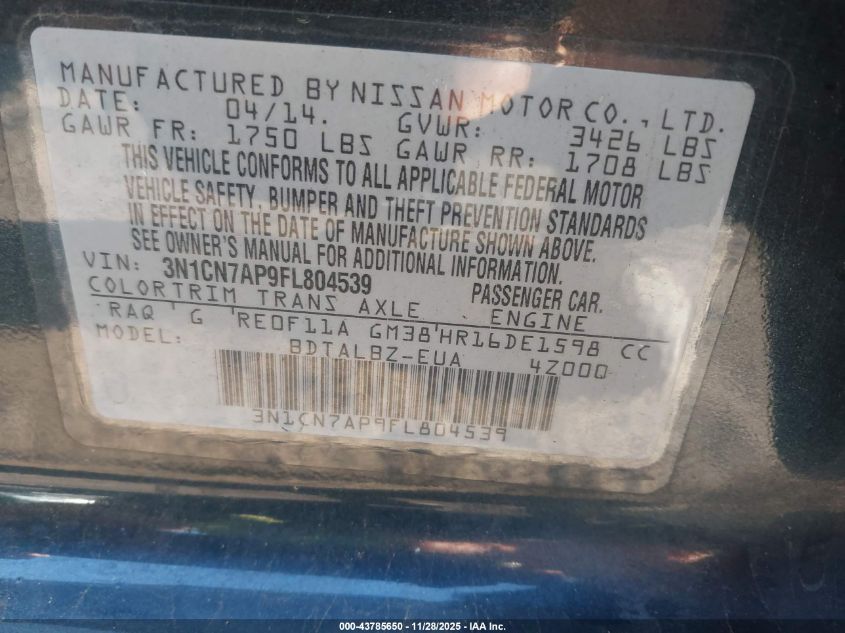 MANUFACTURED BY NISSAN MOTOR CO., LTD.
DATE: 04/14. GVWR: 3426 LBS
GAWR FR: 1750 LBS GAWR RR: 1708 LBS
THIS VEHICLE CONFORMS TO ALL APPLICABLE FEDERAL MOTOR
VEHICLE SAFETY, BUMPER AND THEFT PREVENTION STANDARDS
IN EFFECT ON THE DATE OF MANUFACTURE SHOWN ABOVE.
SEE OWNER'S MANUAL FOR ADDITIONAL INFORMATION.
VIN: 3N1CN7AP9FL804539 PASSENGER CAR.
COLORTRIM TRANS AXLE ENGINE
RAQ G RE0F11A GM38 HR16DE1598 CC
MODEL: BDTALBZ-EUA 4Z000
3N1CN7AP9FL804539
000-43785650 - 11/28/2025 - IAA Inc.